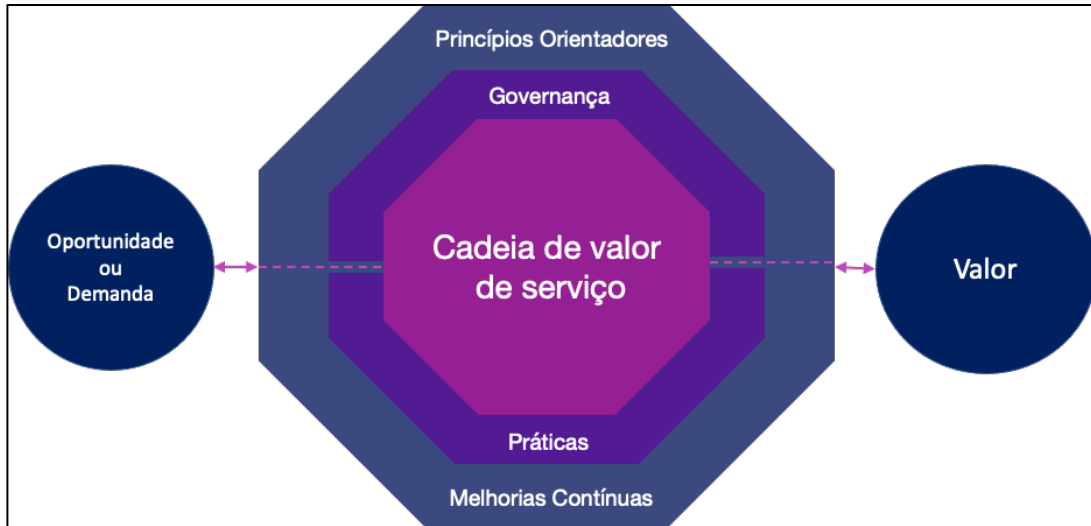 Princípios Orientadores
Governança
Oportunidade
ou
Demanda
Cadeia de valor
de serviço
Valor
Práticas
Melhorias Contínuas